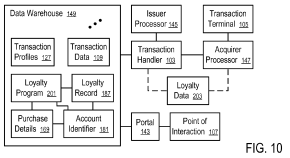 Data Warehouse 149
Transaction
Profiles 127
Transaction
Data 109
Loyalty
Program 201
Loyalty
Record 187
Purchase
Details 169
Account
Identifier 181
Issuer
Processor 145
Transaction
Terminal 105
Transaction
Handler 103
Acquirer
Processor 147
Loyalty
Data 203
Portal
143
Point of
Interaction 107
FIG. 10